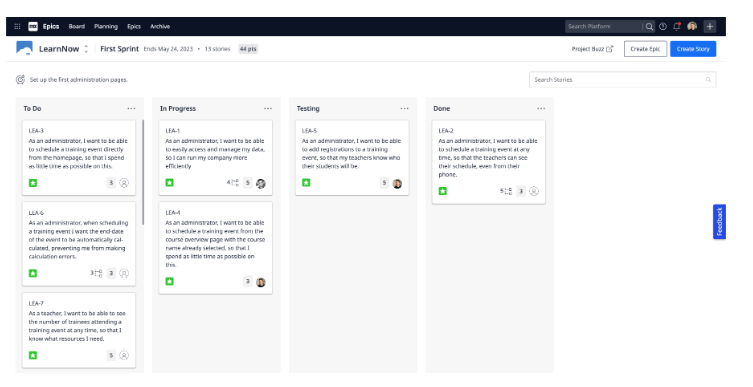 mx Epics Board Planning Epics Archive Search Platform
LearnNow First Sprint Ends May 24, 2023 • 13 stories 44 pts Project Buzz Create Epic Create Story
Set up the first administration pages. Search Stories
To Do ...
LEA-3
As an administrator, I want to be able
to schedule a training event directly
from the homepage, so that I spend
as little time as possible on this.
3
LEA-6
As an administrator, when scheduling
a training event I want the end-date
of the event to be automatically cal-
culated, preventing me from making
calculation errors.
3 3
LEA-7
As a teacher, I want to be able to see
the number of trainees attending a
training event at any time, so that I
know what resources I need.
5
In Progress ...
LEA-1
As an administrator, I want to be able
to easily access and manage my data,
so I can run my company more
efficiently
4 5
LEA-4
As an administrator, I want to be able
to schedule a training event from the
course overview page with the course
name already selected, so that I
spend as little time as possible on
this.
3
Testing ...
LEA-5
As an administrator, I want to be able
to add registrations to a training
event, so that my teachers know who
their students will be.
5
Done ...
LEA-2
As an administrator, I want to be able
to schedule a training event at any
time, so that the teachers can see
their schedule, even from their
phone.
5 3
Feedback